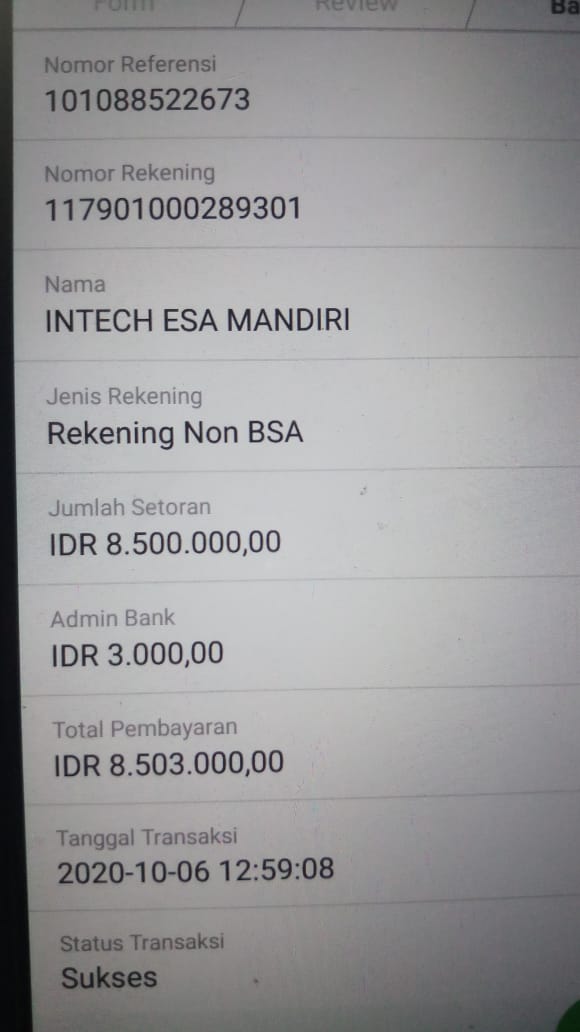 Form
Review
Ba
Nomor Referensi
101088522673
Nomor Rekening
117901000289301
Nama
INTECH ESA MANDIRI
Jenis Rekening
Rekening Non BSA
Jumlah Setoran
IDR 8.500.000,00
Admin Bank
IDR 3.000,00
Total Pembayaran
IDR 8.503.000,00
Tanggal Transaksi
2020-10-06 12:59:08
Status Transaksi
Sukses